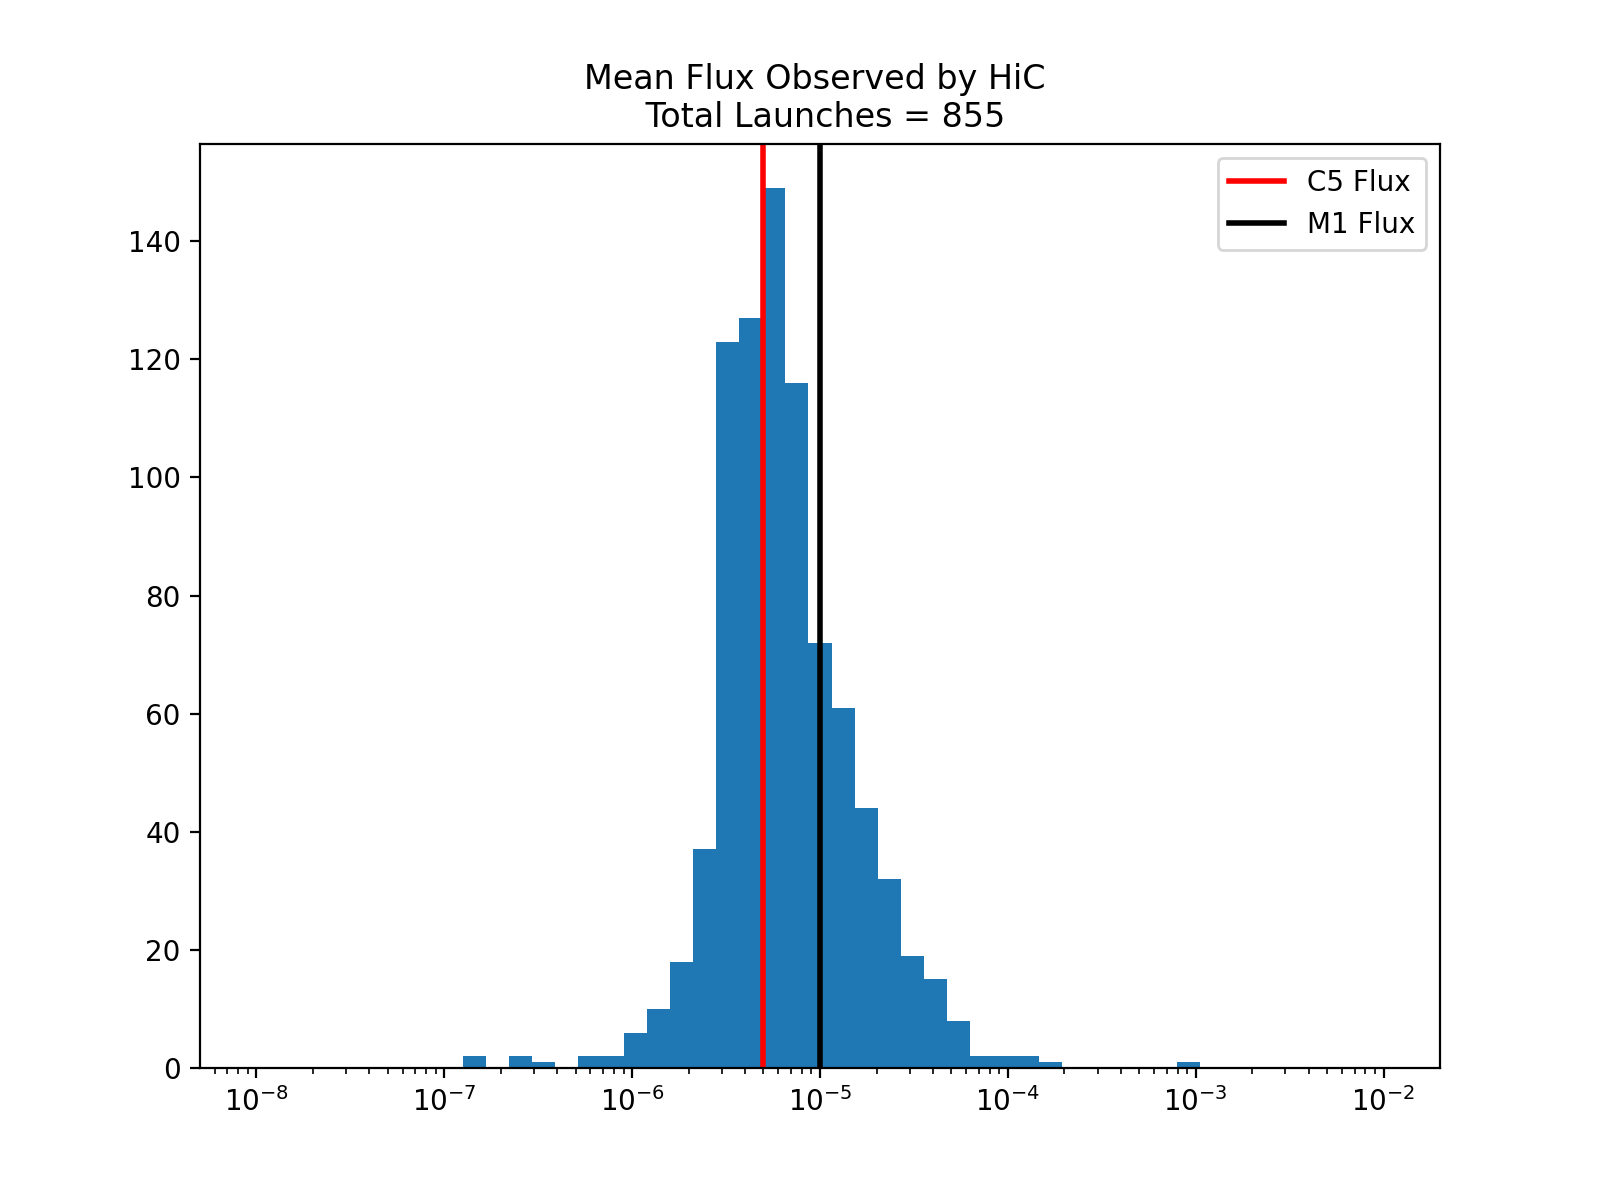 Mean Flux Observed by HiC
Total Launches = 855
C5 Flux
M1 Flux
140
120
100
80
60
40
20
0
10⁻⁸ 10⁻⁷ 10⁻⁶ 10⁻⁵ 10⁻⁴ 10⁻³ 10⁻²